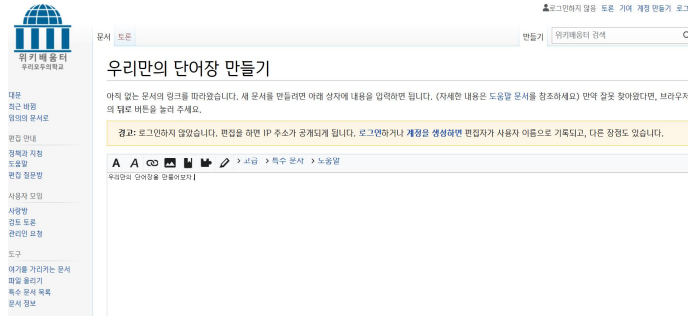 로그인하지 않음 토론 기여 계정 만들기 로그
위키배움터
우리모두의학교
문서 토론
만들기 위키배움터 검색
우리만의 단어장 만들기
아직 없는 문서의 링크를 따라왔습니다. 새 문서를 만들려면 아래 상자에 내용을 입력하면 됩니다. (자세한 내용은 도움말 문서를 참조하세요) 만약 잘못 찾아왔다면, 브라우저
의 뒤로 버튼을 눌러 주세요.
경고: 로그인하지 않았습니다. 편집을 하면 IP 주소가 공개되게 됩니다. 로그인하거나 계정을 생성하면 편집자가 사용자 이름으로 기록되고, 다른 장점도 있습니다.
A A 고급 특수 문자 도움말
우리만의 단어장을 만들어보자
대문
최근 바뀜
임의의 문서로
편집 안내
정책과 지침
도움말
편집 질문방
사용자 모임
사랑방
검토 토론
관리인 요청
도구
여기를 가리키는 문서
파일 올리기
특수 문서 목록
문서 정보